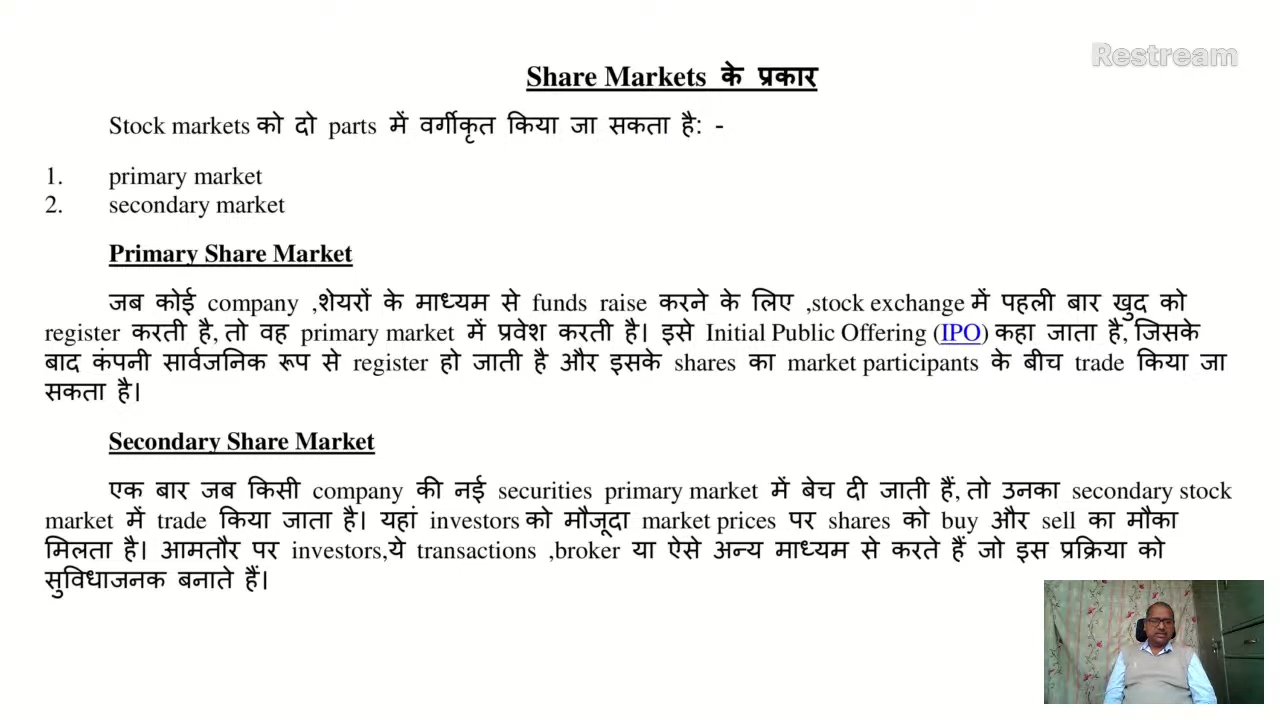 Restream
Share Markets के प्रकार
Stock markets को दो parts में वर्गीकृत किया जा सकता है: -
1. primary market
2. secondary market
Primary Share Market
जब कोई company ,शेयरों के माध्यम से funds raise करने के लिए ,stock exchange में पहली बार खुद को
register करती है, तो वह primary market में प्रवेश करती है। इसे Initial Public Offering (IPO) कहा जाता है, जिसके
बाद कंपनी सार्वजनिक रूप से register हो जाती है और इसके shares का market participants के बीच trade किया जा
सकता है।
Secondary Share Market
एक बार जब किसी company की नई securities primary market में बेच दी जाती हैं, तो उनका secondary stock
market में trade किया जाता है। यहां investors को मौजूदा market prices पर shares को buy और sell का मौका
मिलता है। आमतौर पर investors,ये transactions ,broker या ऐसे अन्य माध्यम से करते हैं जो इस प्रक्रिया को
सुविधाजनक बनाते हैं।